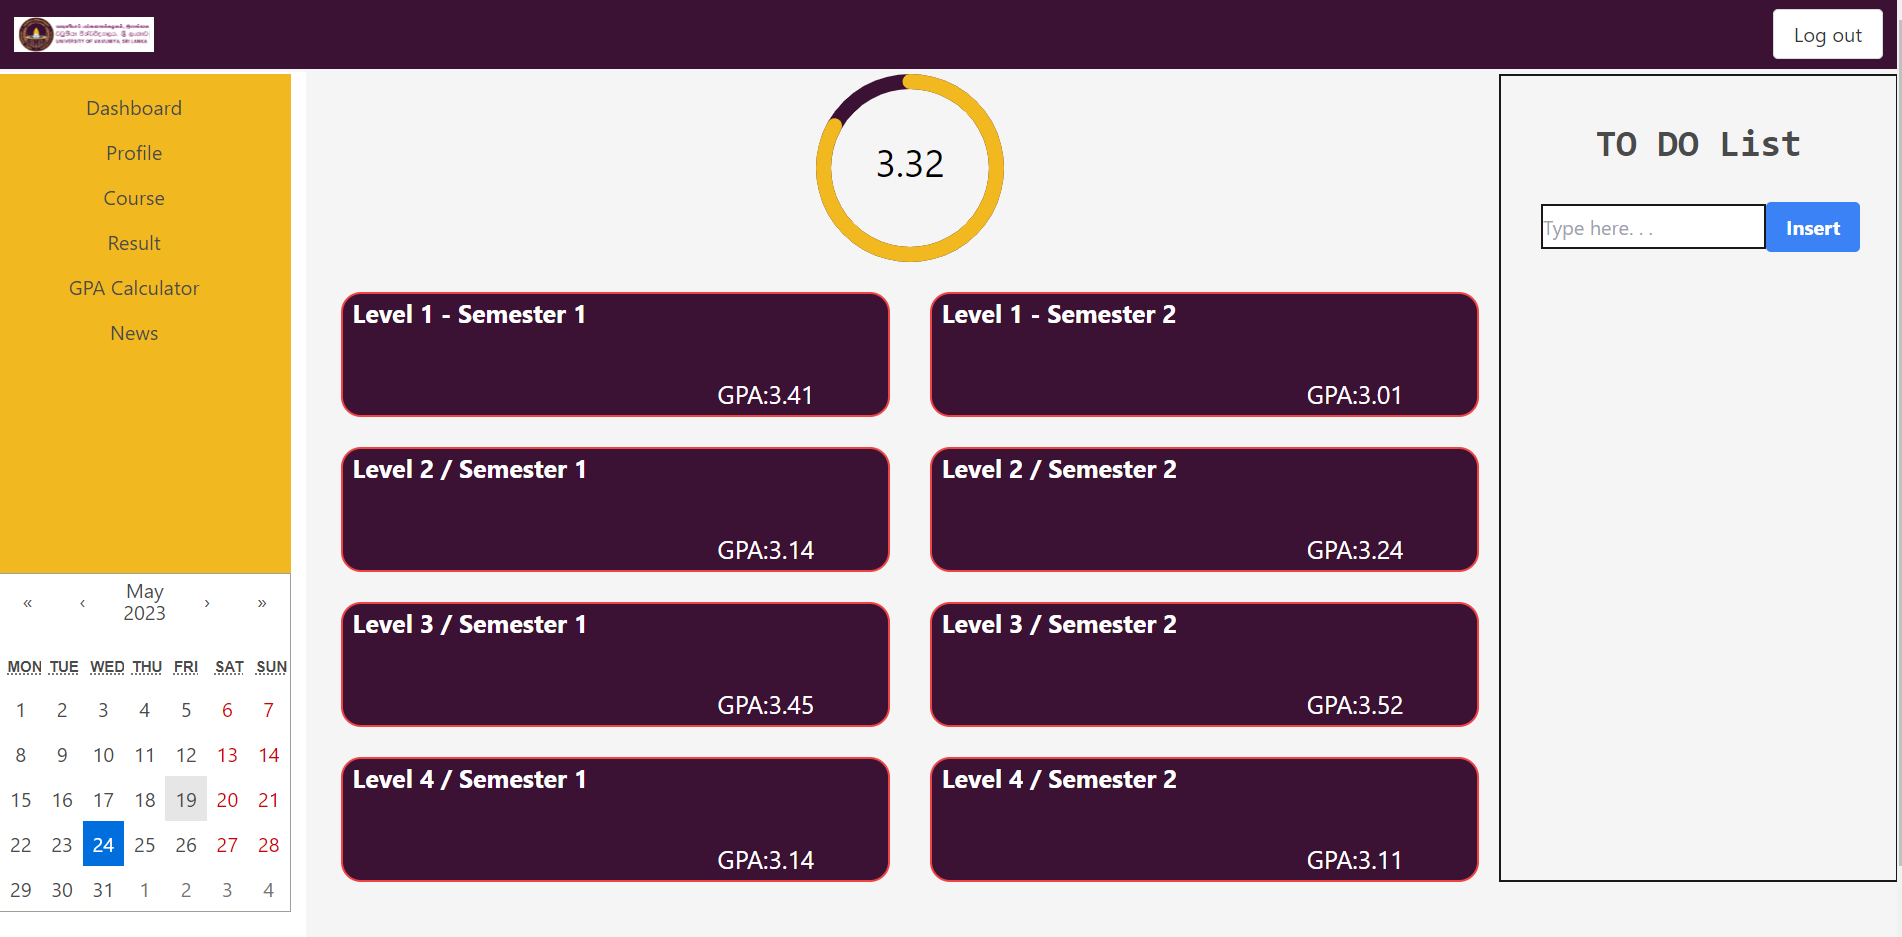 UNIVERSITY OF VAVUNIYA, SRI LANKA
Log out
Dashboard
Profile
Course
Result
GPA Calculator
News
« ‹ May 2023 › »
MON TUE WED THU FRI SAT SUN
1 2 3 4 5 6 7
8 9 10 11 12 13 14
15 16 17 18 19 20 21
22 23 24 25 26 27 28
29 30 31 1 2 3 4
3.32
Level 1 - Semester 1
GPA:3.41
Level 1 - Semester 2
GPA:3.01
Level 2 / Semester 1
GPA:3.14
Level 2 / Semester 2
GPA:3.24
Level 3 / Semester 1
GPA:3.45
Level 3 / Semester 2
GPA:3.52
Level 4 / Semester 1
GPA:3.14
Level 4 / Semester 2
GPA:3.11
TO DO List
Type here. . .
Insert